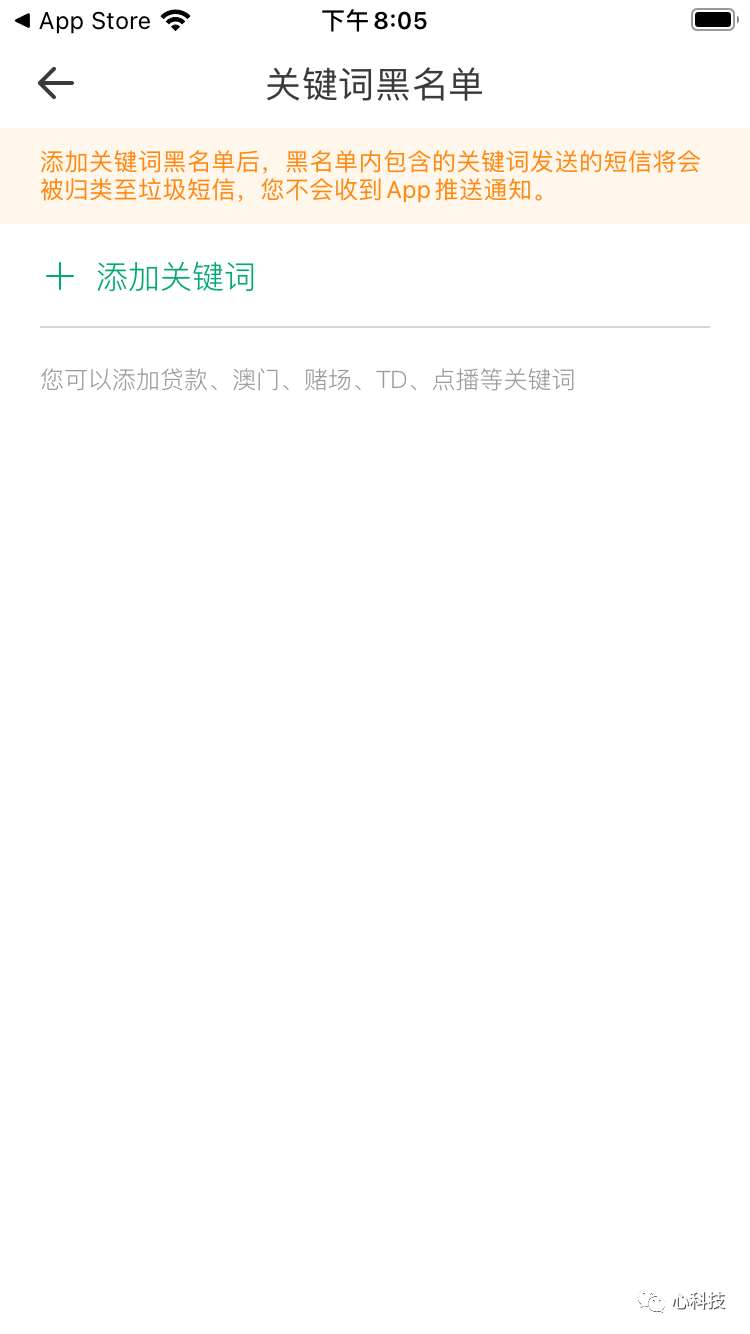 App Store 下午8:05
关键词黑名单
添加关键词黑名单后，黑名单内包含的关键词发送的短信将会
被归类至垃圾短信，您不会收到App推送通知。
添加关键词
您可以添加贷款、澳门、赌场、TD、点播等关键词
心科技